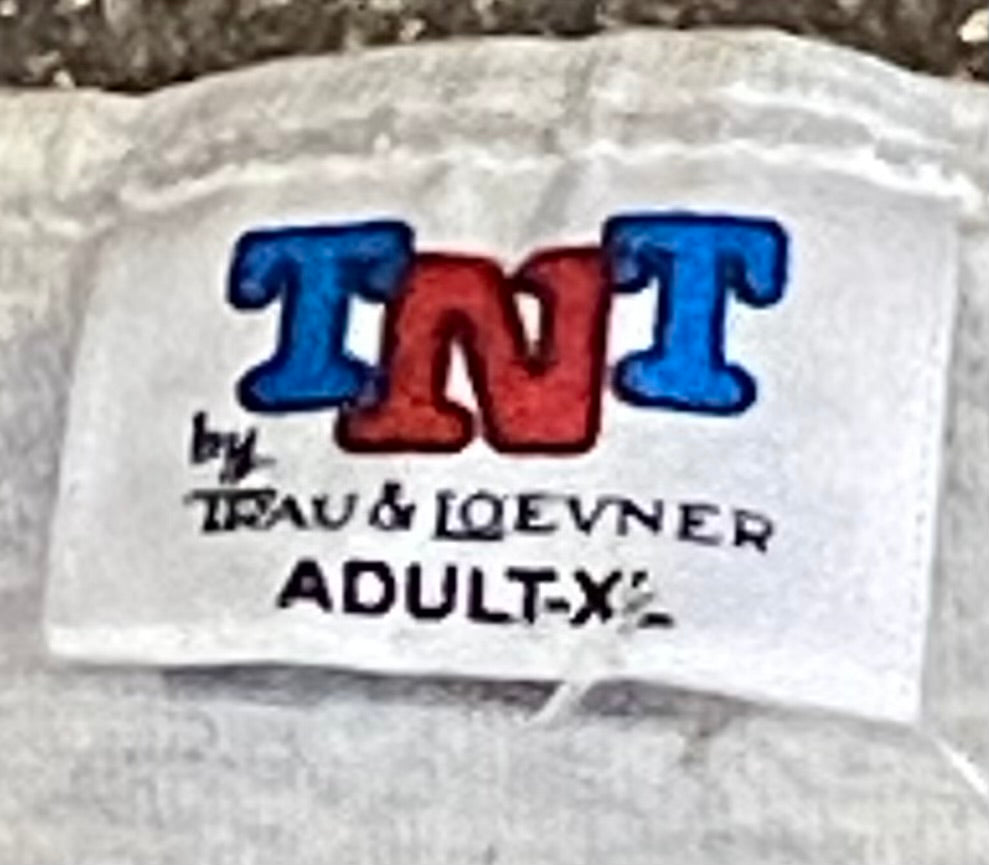 TNT
by
TRAU & LOEVNER
ADULT-XL